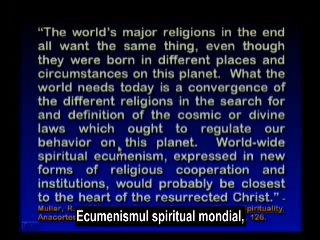 “The world’s major religions in the end
all want the same thing, even though
they were born in different places and
circumstances on this planet. What the
world needs today is a convergence of
the different religions in the search for
and definition of the cosmic or divine
laws which ought to regulate our
behavior on this planet. World-wide
spiritual ecumenism, expressed in new
forms of religious cooperation and
institutions, would probably be closest
to the heart of the resurrected Christ.” -
Muller, R. Spirituality,
Anacortes 126.
Ecumenismul spiritual mondial,